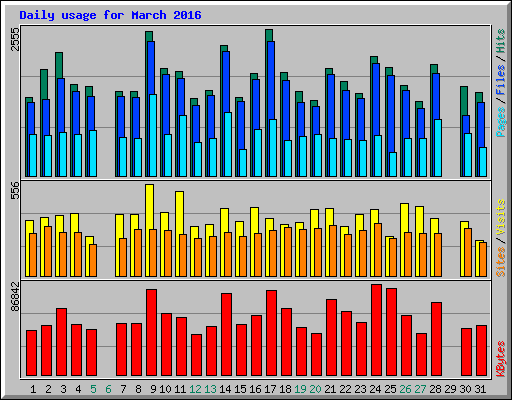 Daily usage for March 2016
2555
Pages / Files / Hits
556
Sites / Visits
86842
KBytes
1 2 3 4 5 6 7 8 9 10 11 12 13 14 15 16 17 18 19 20 21 22 23 24 25 26 27 28 29 30 31